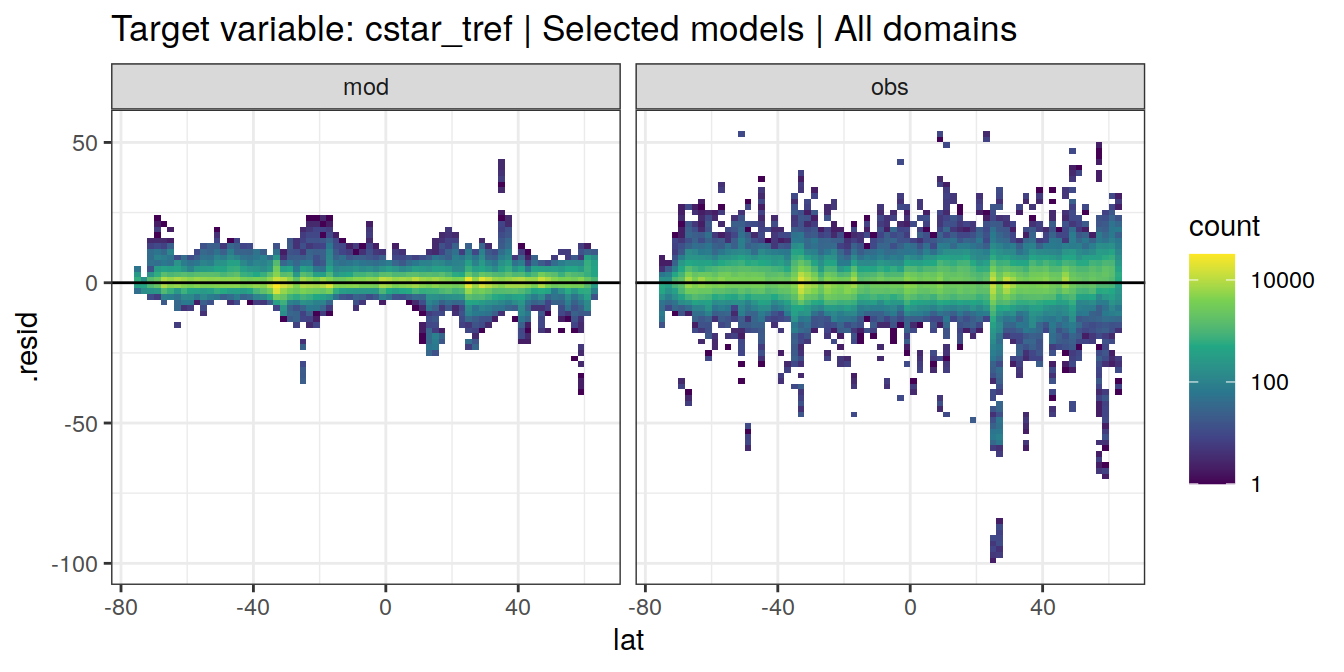 Target variable: cstar_tref | Selected models | All domains
mod obs
50
0
-50
-100
.resid
-80 -40 0 40 -80 -40 0 40
lat
count
10000
100
1